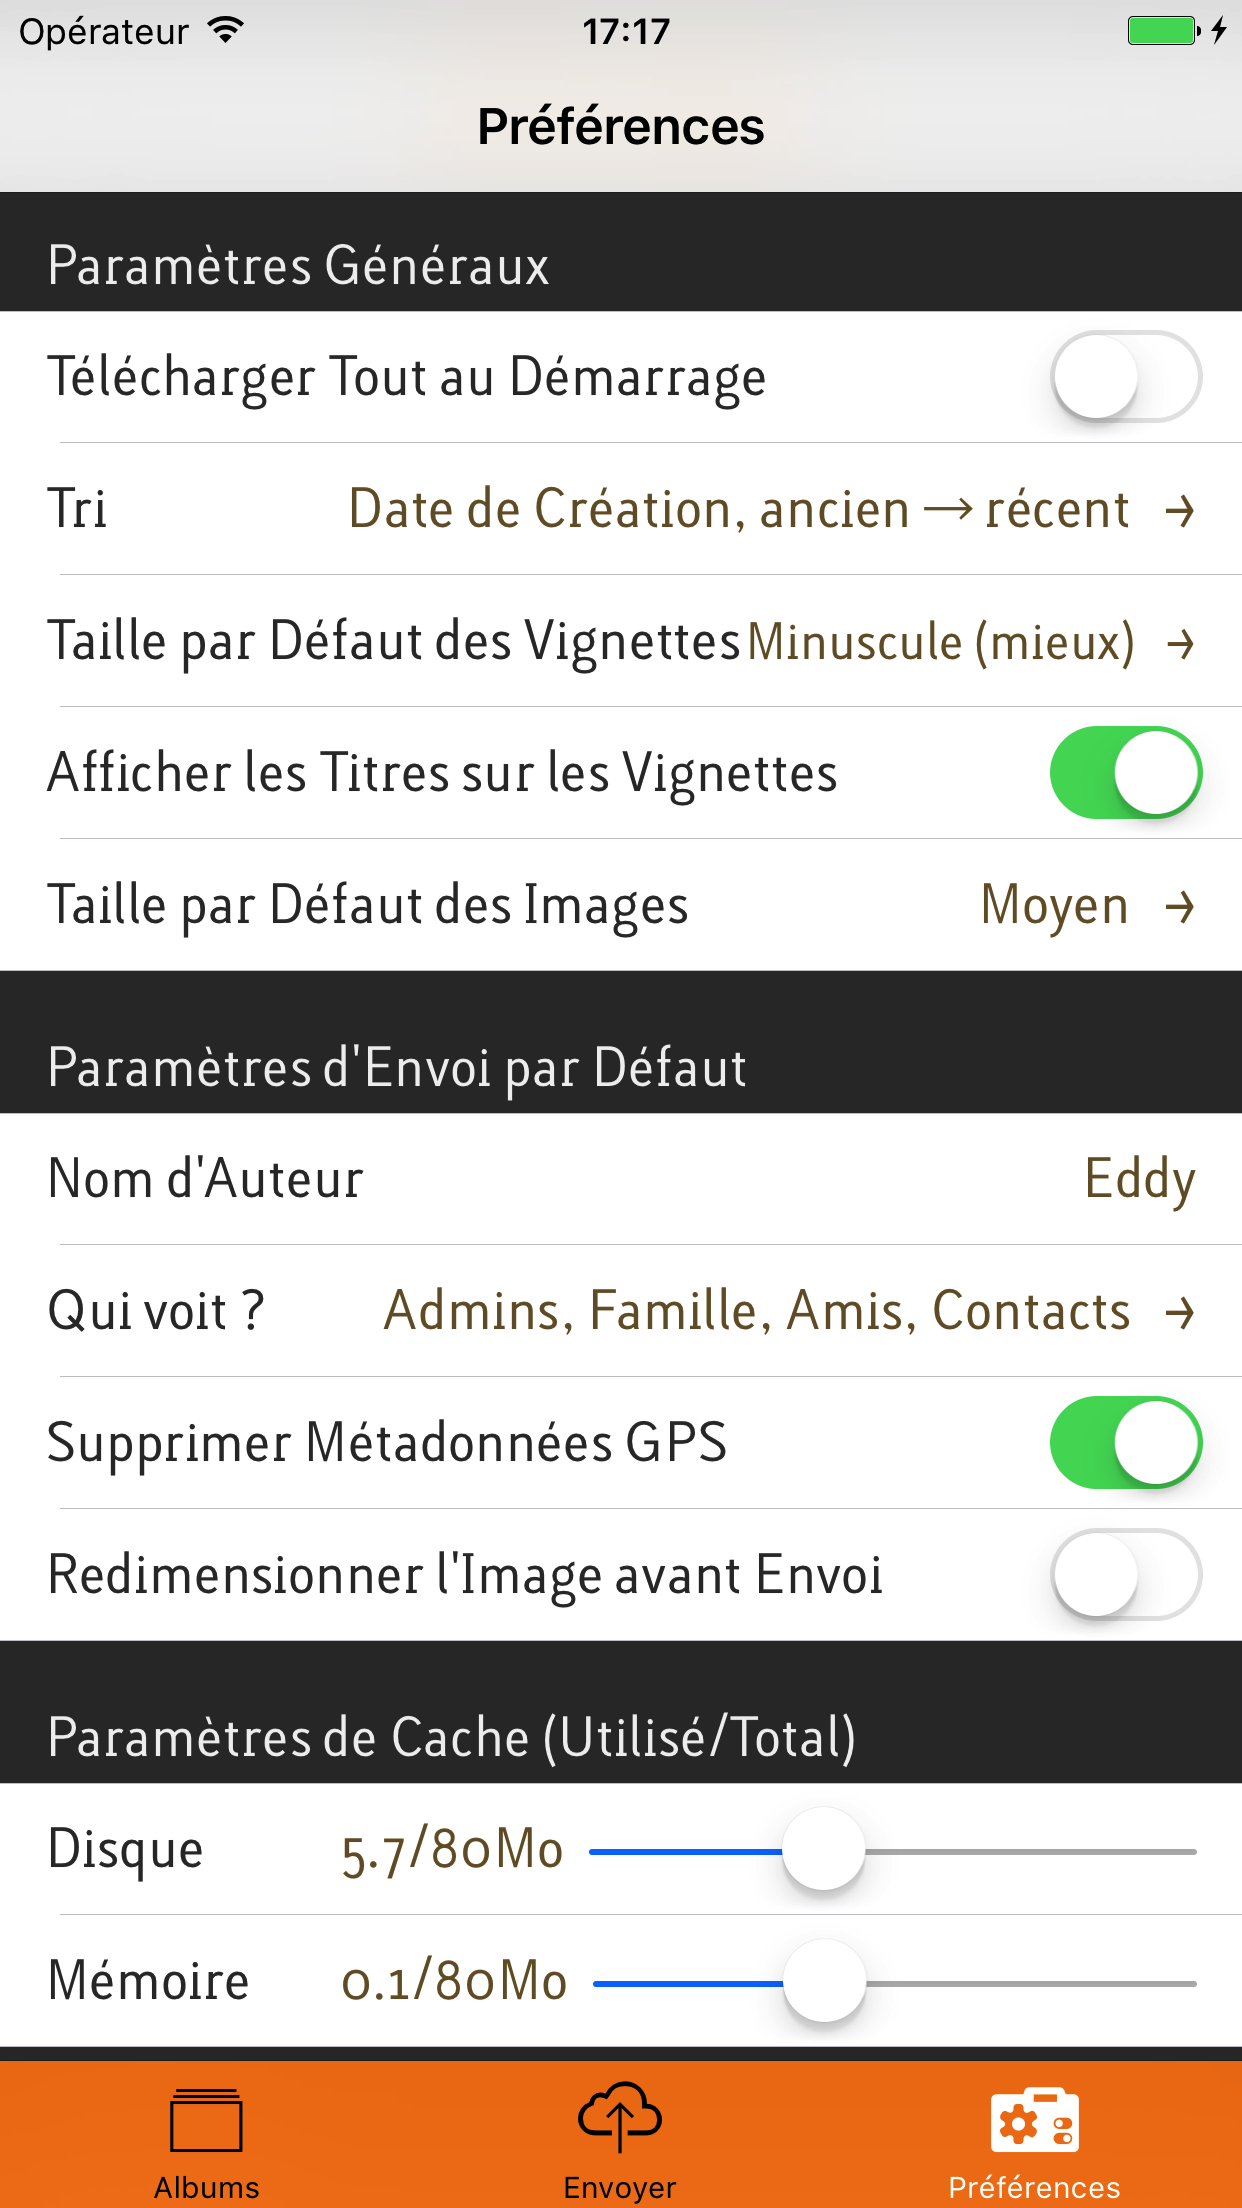 Opérateur 17:17
Préférences
Paramètres Généraux
Télécharger Tout au Démarrage
Tri Date de Création, ancien → récent →
Taille par Défaut des Vignettes Minuscule (mieux) →
Afficher les Titres sur les Vignettes
Taille par Défaut des Images Moyen →
Paramètres d'Envoi par Défaut
Nom d'Auteur Eddy
Qui voit ? Admins, Famille, Amis, Contacts →
Supprimer Métadonnées GPS
Redimensionner l'Image avant Envoi
Paramètres de Cache (Utilisé/Total)
Disque 5.7/80Mo
Mémoire 0.1/80Mo
Albums Envoyer Préférences